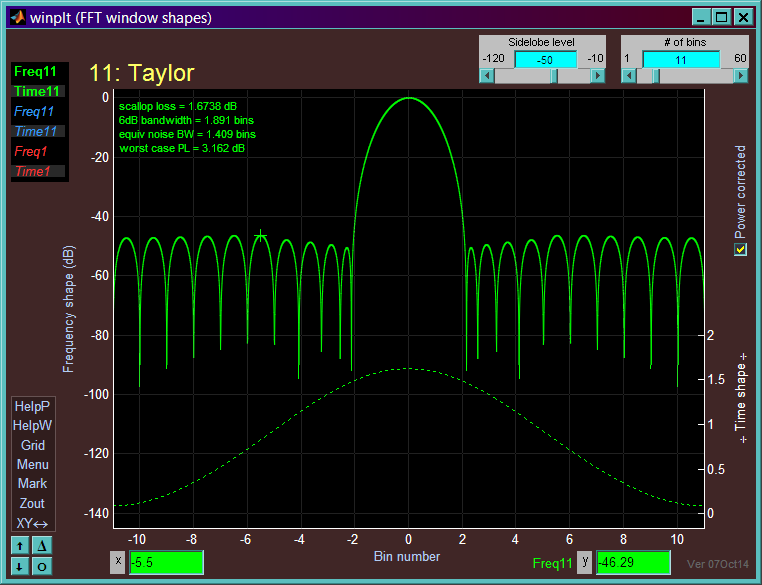 winpIt (FFT window shapes)
Sidelobe level
-120 -50 -10
# of bins
1 11 60
11: Taylor
Freq11
Time11
Freq11
Time11
Freq1
Time1
scallop loss = 1.6738 dB
6dB bandwidth = 1.891 bins
equiv noise BW = 1.409 bins
worst case PL = 3.162 dB
0
-20
-40
-60
-80
-100
-120
-140
Frequency shape (dB)
Power corrected
2
1.5
1
0.5
0
+ Time shape +
HelpP
HelpW
Grid
Menu
Mark
Zout
XY↔
↑ Δ
↓ O
-10 -8 -6 -4 -2 0 2 4 6 8 10
Bin number
x -5.5
Freq11 y -46.29
Ver 07Oct14